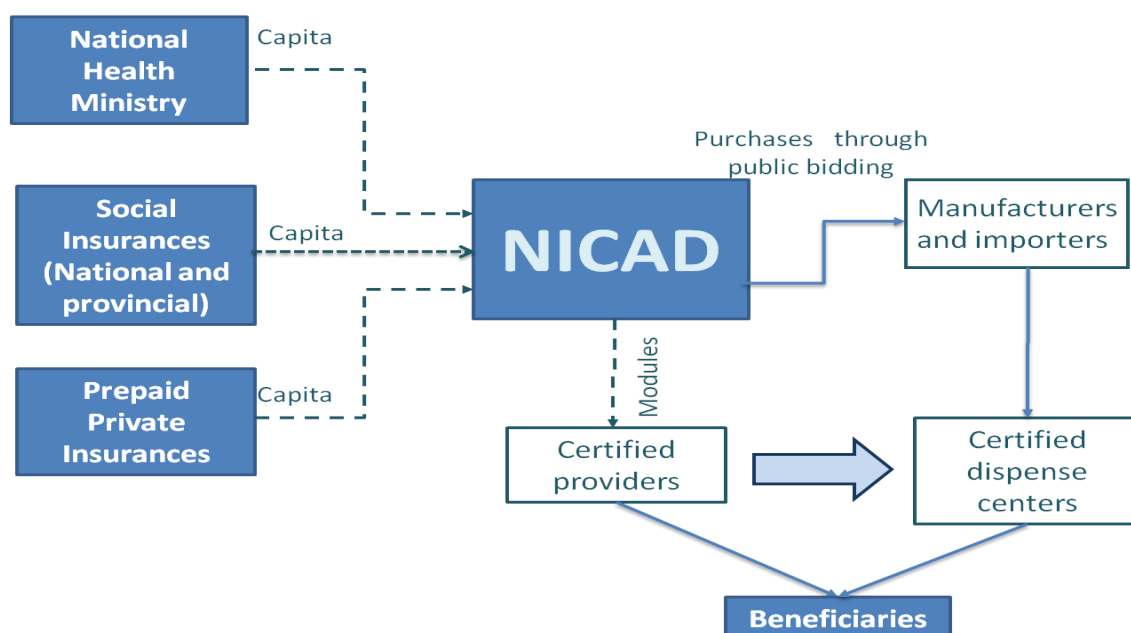 National
Health
Ministry
Capita
Social
Insurances
(National and
provincial)
Capita
Prepaid
Private
Insurances
Capita
NICAD
Purchases through
public bidding
Manufacturers
and importers
Modules
Certified
providers
Certified
dispense
centers
Beneficiaries